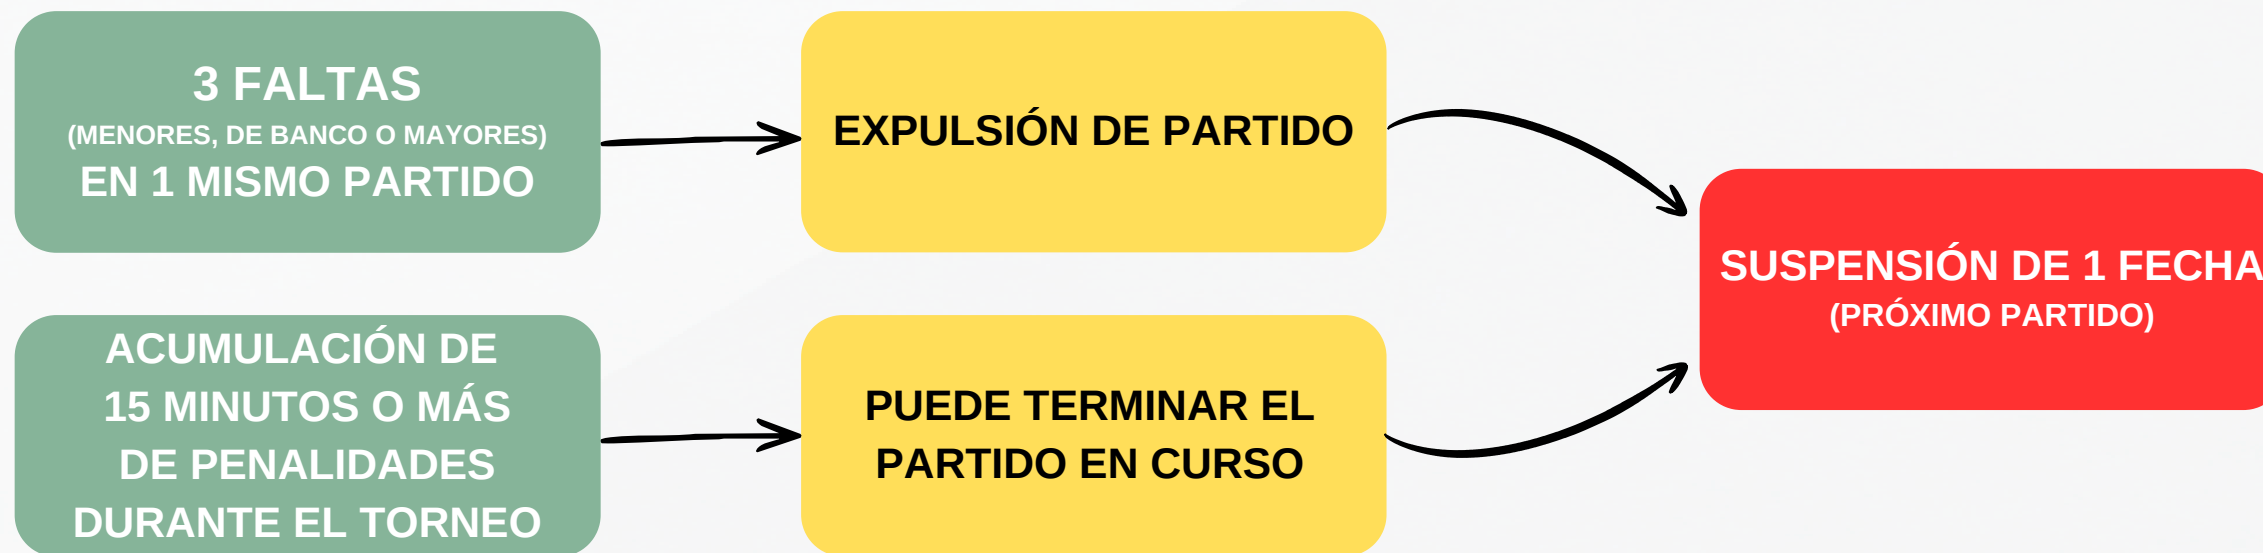 3 FALTAS
(MENORES, DE BANCO O MAYORES)
EN 1 MISMO PARTIDO
EXPULSIÓN DE PARTIDO
SUSPENSIÓN DE 1 FECHA
(PRÓXIMO PARTIDO)
ACUMULACIÓN DE
15 MINUTOS O MÁS
DE PENALIDADES
DURANTE EL TORNEO
PUEDE TERMINAR EL
PARTIDO EN CURSO